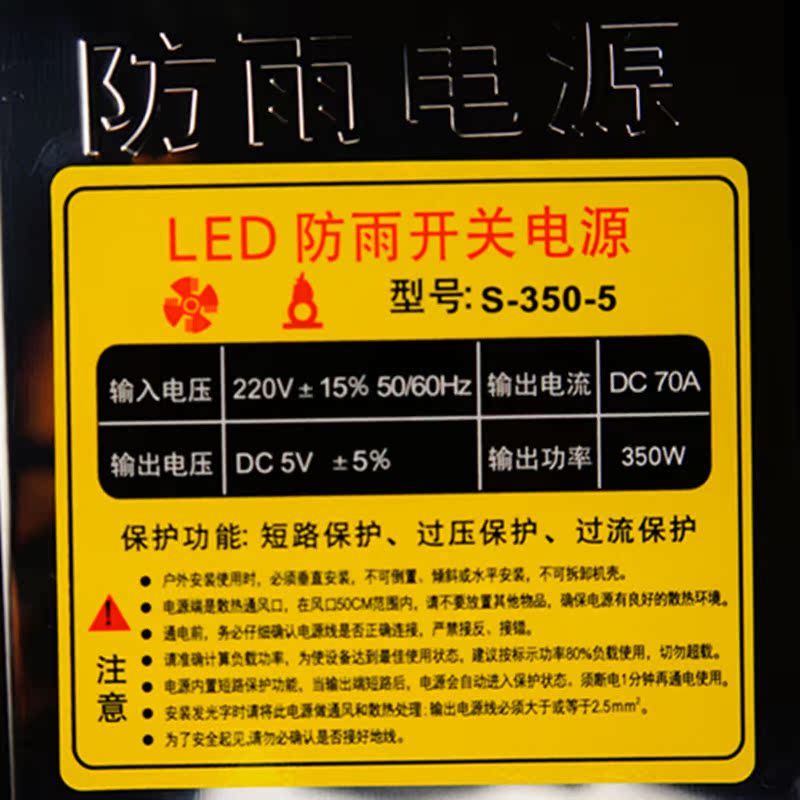 防雨电源
LED 防雨开关电源
型号: S-350-5
输入电压 220V ± 15% 50/60Hz 输出电流 DC 70A
输出电压 DC 5V ± 5% 输出功率 350W
保护功能: 短路保护、过压保护、过流保护
● 户外安装使用时，必须垂直安装，不可倒置、倾斜或水平安装，不可拆卸机壳。
● 电源端是散热通风口，在风口50CM范围内，请不要放置其他物品，确保电源有良好的散热环境。
● 通电前，务必仔细确认电源线是否正确连接，严禁接反、接错。
● 请准确计算负载功率，为使设备达到最佳使用状态，建议按标示功率80%负载使用，切勿超载。
● 电源内置短路保护功能，当输出端短路后，电源会自动进入保护状态、须断电1分钟再通电使用。
● 安装发光字时请将此电源做通风和散热处理: 输出电源线必须大于或等于2.5mm²。
● 为了安全起见,请勿必确认是否接好地线。
注意